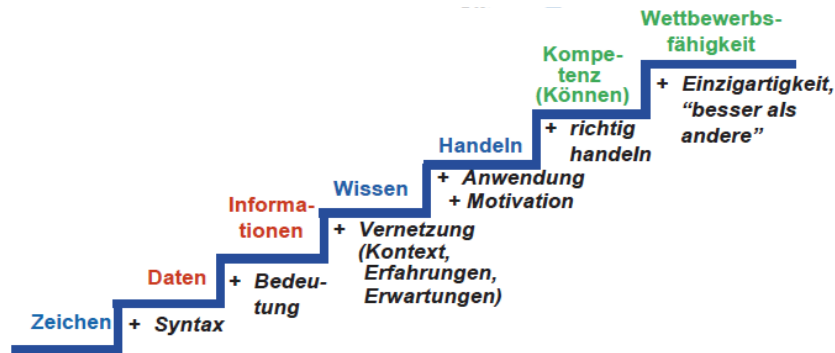 Wettbewerbs-
fähigkeit
+ Einzigartigkeit,
“besser als
andere”
Kompe-
tenz
(Können)
+ richtig
handeln
Handeln
+ Anwendung
+ Motivation
Wissen
+ Vernetzung
(Kontext,
Erfahrungen,
Erwartungen)
Informa-
tionen
+ Bedeu-
tung
Daten
+ Syntax
Zeichen